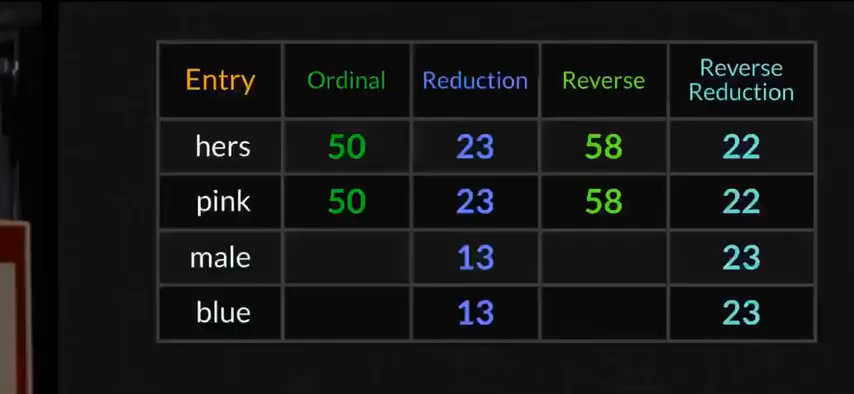 Entry Ordinal Reduction Reverse Reverse Reduction
hers 50 23 58 22
pink 50 23 58 22
male 13 23
blue 13 23